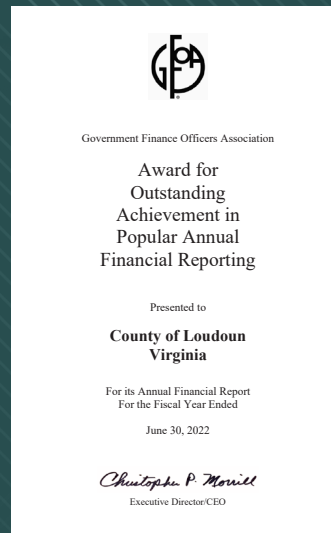 GFOA
Government Finance Officers Association
Award for
Outstanding
Achievement in
Popular Annual
Financial Reporting
Presented to
County of Loudoun
Virginia
For its Annual Financial Report
For the Fiscal Year Ended
June 30, 2022
Christopher P. Morrill
Executive Director/CEO